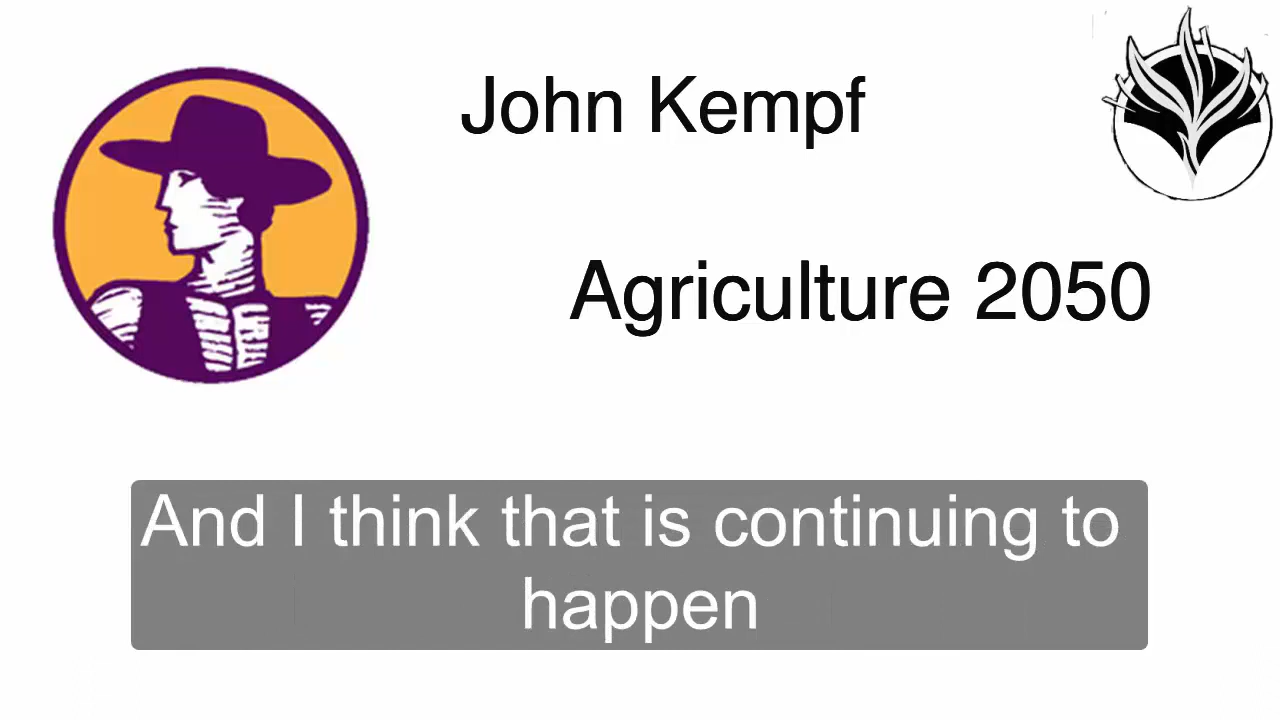 John Kempf
Agriculture 2050
And I think that is continuing to
happen